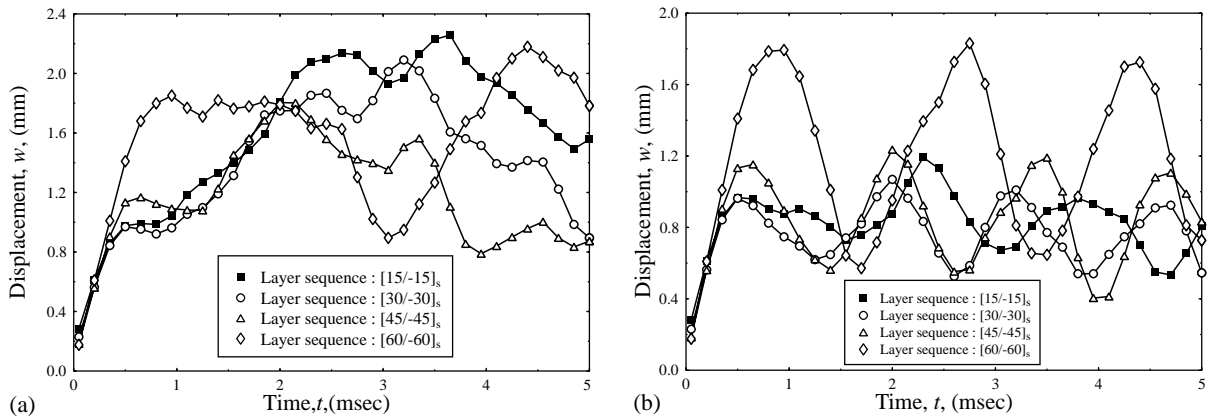 2.4
2.0
1.6
1.2
0.8
0.4
0.0
Displacement, w, (mm)
Layer sequence : [15/-15]s
Layer sequence : [30/-30]s
Layer sequence : [45/-45]s
Layer sequence : [60/-60]s
0 1 2 3 4 5
Time,t,(msec)
(a)
2.0
1.6
1.2
0.8
0.4
0.0
Displacement, w, (mm)
Layer sequence : [15/-15]s
Layer sequence : [30/-30]s
Layer sequence : [45/-45]s
Layer sequence : [60/-60]s
0 1 2 3 4 5
Time, t, (msec)
(b)